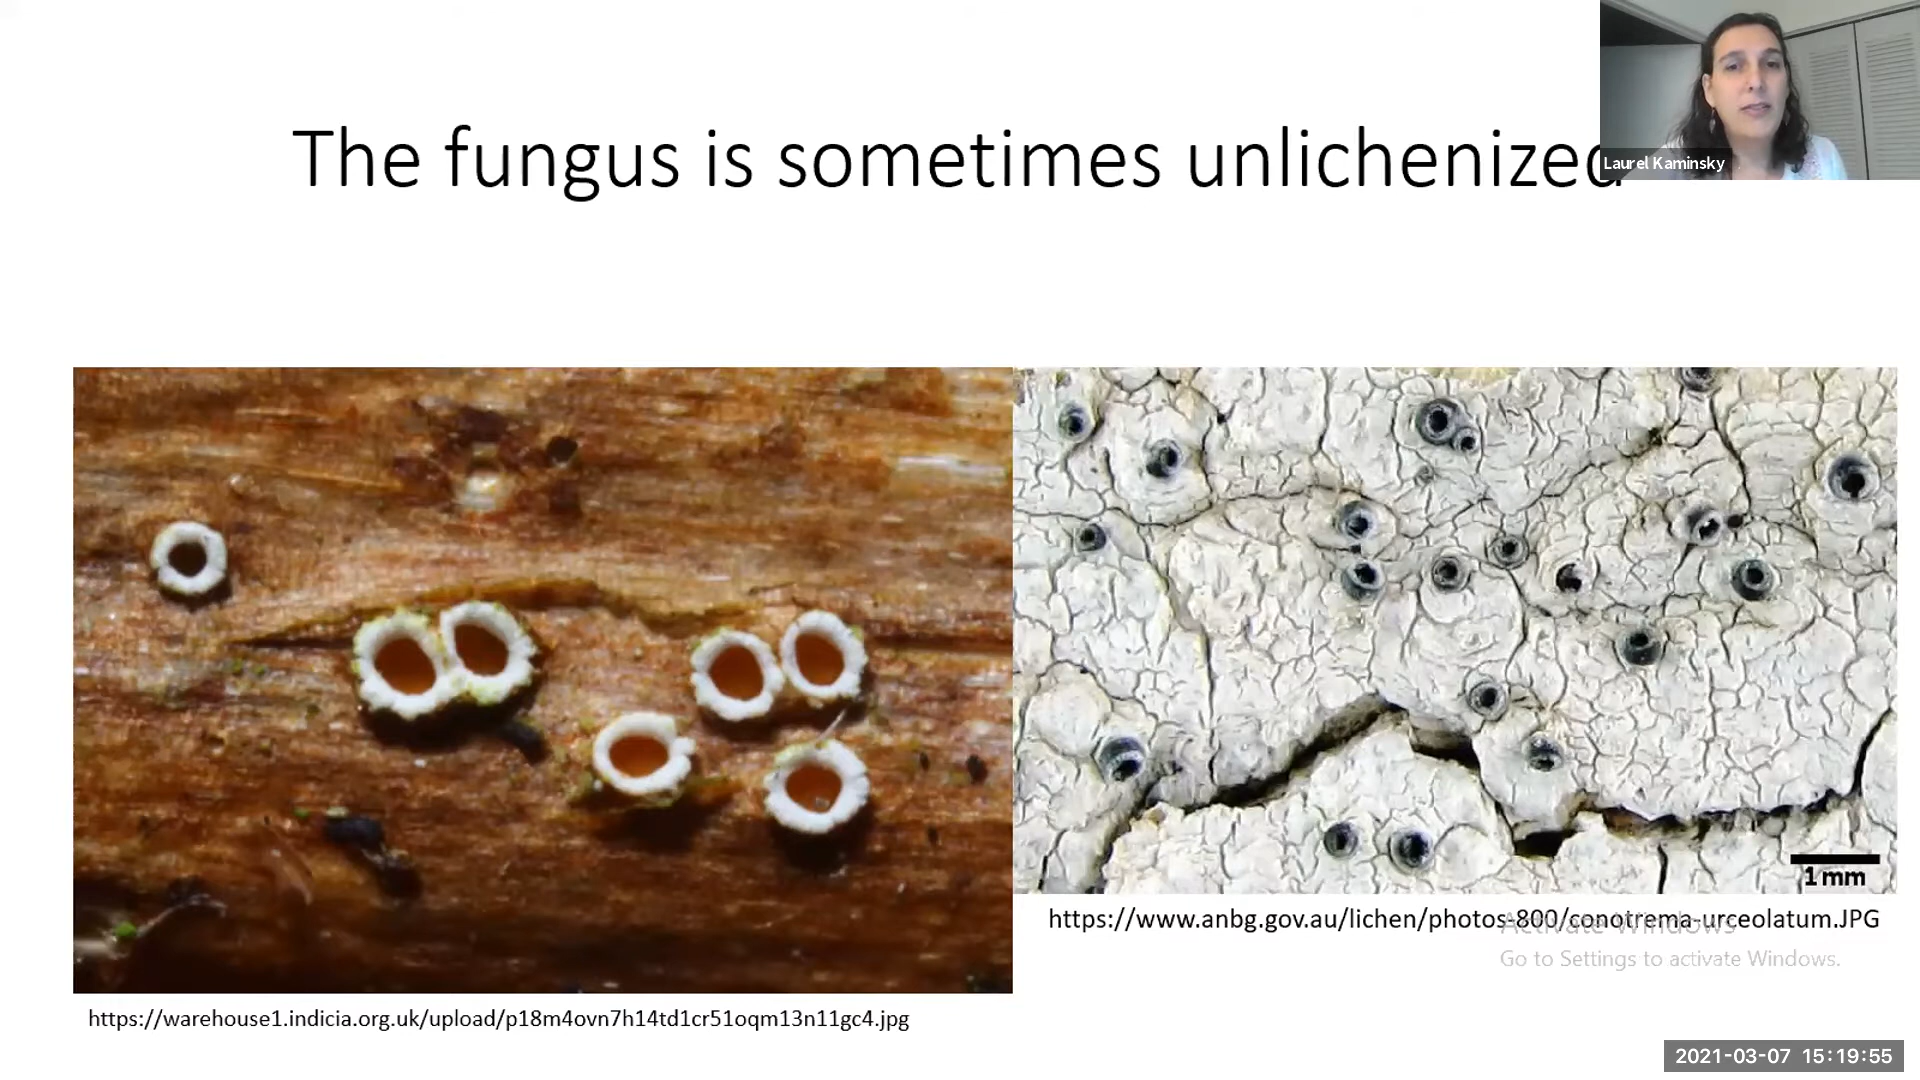 The fungus is sometimes unlichenized
Laurel Kaminsky
1 mm
https://www.anbg.gov.au/lichen/photos-800/conotrema-urceolatum.JPG
Activate Windows
Go to Settings to activate Windows.
https://warehouse1.indicia.org.uk/upload/p18m4ovn7h14td1cr51oqm13n11gc4.jpg
2021-03-07 15:19:55